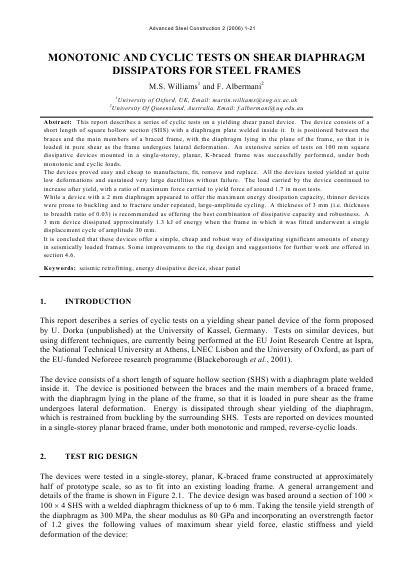 Advanced Steel Construction 2 (2006) 1-21
MONOTONIC AND CYCLIC TESTS ON SHEAR DIAPHRAGM
DISSIPATORS FOR STEEL FRAMES
M.S. Williams1 and F. Albermani2
1University of Oxford, UK, Email: martin.williams@eng.ox.ac.uk
2University Of Queensland, Australia, Email: f.albermani@uq.edu.au
Abstract: This report describes a series of cyclic tests on a yielding shear panel device. The device consists of a
short length of square hollow section (SHS) with a diaphragm plate welded inside it. It is positioned between the
braces and the main members of a braced frame, with the diaphragm lying in the plane of the frame, so that it is
loaded in pure shear as the frame undergoes lateral deformation. An extensive series of tests on 100 mm square
dissipative devices mounted in a single-storey, planar, K-braced frame was successfully performed, under both
monotonic and cyclic loads.
The devices proved easy and cheap to manufacture, fit, remove and replace. All the devices tested yielded at quite
low deformations and sustained very large ductilities without failure. The load carried by the device continued to
increase after yield, with a ratio of maximum force carried to yield force of around 1.7 in most tests.
While a device with a 2 mm diaphragm appeared to offer the maximum energy dissipation capacity, thinner devices
were prone to buckling and to fracture under repeated, large-amplitude cycling. A thickness of 3 mm (i.e. thickness
to breadth ratio of 0.03) is recommended as offering the best combination of dissipative capacity and robustness. A
3 mm device dissipated approximately 1.3 kJ of energy when the frame in which it was fitted underwent a single
displacement cycle of amplitude 30 mm.
It is concluded that these devices offer a simple, cheap and robust way of dissipating significant amounts of energy
in seismically loaded frames. Some improvements to the rig design and suggestions for further work are offered in
section 4.6.
Keywords: seismic retrofitting, energy dissipative device, shear panel
1. INTRODUCTION
This report describes a series of cyclic tests on a yielding shear panel device of the form proposed
by U. Dorka (unpublished) at the University of Kassel, Germany. Tests on similar devices, but
using different techniques, are currently being performed at the EU Joint Research Centre at Ispra,
the National Technical University at Athens, LNEC Lisbon and the University of Oxford, as part of
the EU-funded Neforeee research programme (Blackeborough et al., 2001).
The device consists of a short length of square hollow section (SHS) with a diaphragm plate welded
inside it. The device is positioned between the braces and the main members of a braced frame,
with the diaphragm lying in the plane of the frame, so that it is loaded in pure shear as the frame
undergoes lateral deformation. Energy is dissipated through shear yielding of the diaphragm,
which is restrained from buckling by the surrounding SHS. Tests are reported on devices mounted
in a single-storey planar braced frame, under both monotonic and ramped, reverse-cyclic loads.
2. TEST RIG DESIGN
The devices were tested in a single-storey, planar, K-braced frame constructed at approximately
half of prototype scale, so as to fit into an existing loading frame. A general arrangement and
details of the frame is shown in Figure 2.1. The device design was based around a section of 100 ×
100 × 4 SHS with a welded diaphragm thickness of up to 6 mm. Taking the tensile yield strength of
the diaphragm as 300 MPa, the shear modulus as 80 GPa and incorporating an overstrength factor
of 1.2 gives the following values of maximum shear yield force, elastic stiffness and yield
deformation of the device: